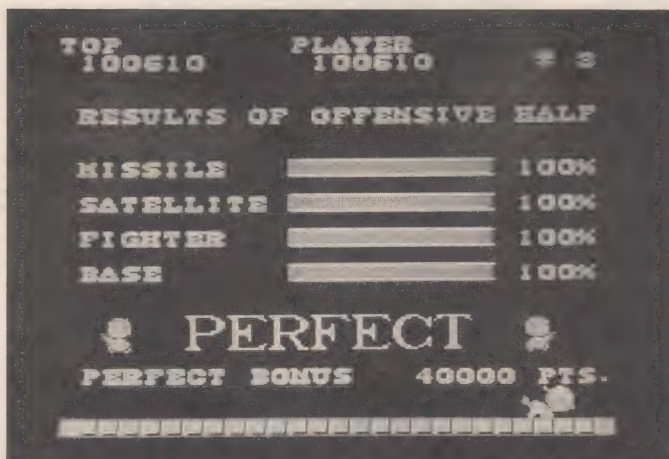 TOP PLAYER
100610 100610 * 3
RESULTS OF OFFENSIVE HALF
MISSILE 100%
SATELLITE 100%
FIGHTER 100%
BASE 100%
PERFECT
PERFECT BONUS 40000 PTS.